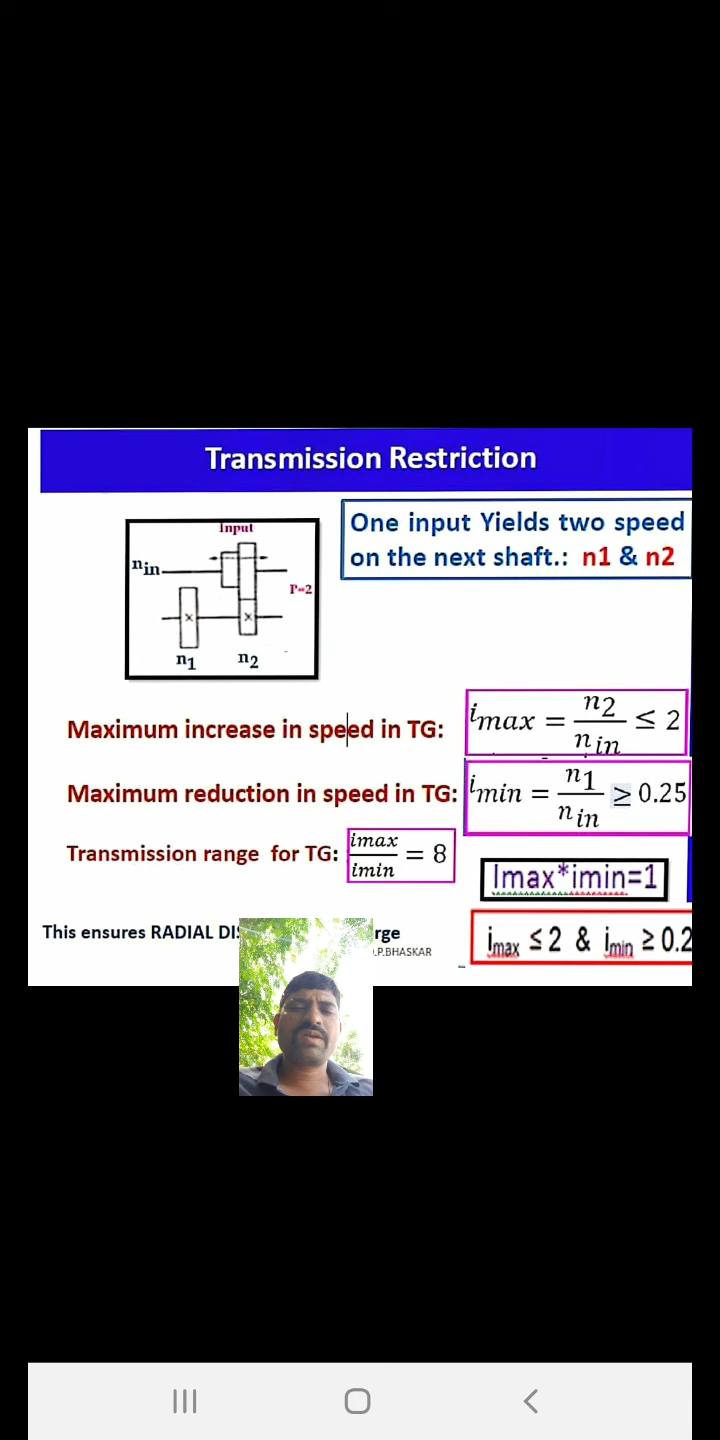 Transmission Restriction
Input
nin
P=2
n1 n2
One input Yields two speed
on the next shaft.: n1 & n2
Maximum increase in speed in TG:
imax = n2 / nin ≤ 2
Maximum reduction in speed in TG:
imin = n1 / nin ≥ 0.25
Transmission range for TG:
imax / imin = 8
Imax*imin=1
This ensures RADIAL
rge
.P.BHASKAR
imax ≤ 2 & imin ≥ 0.2